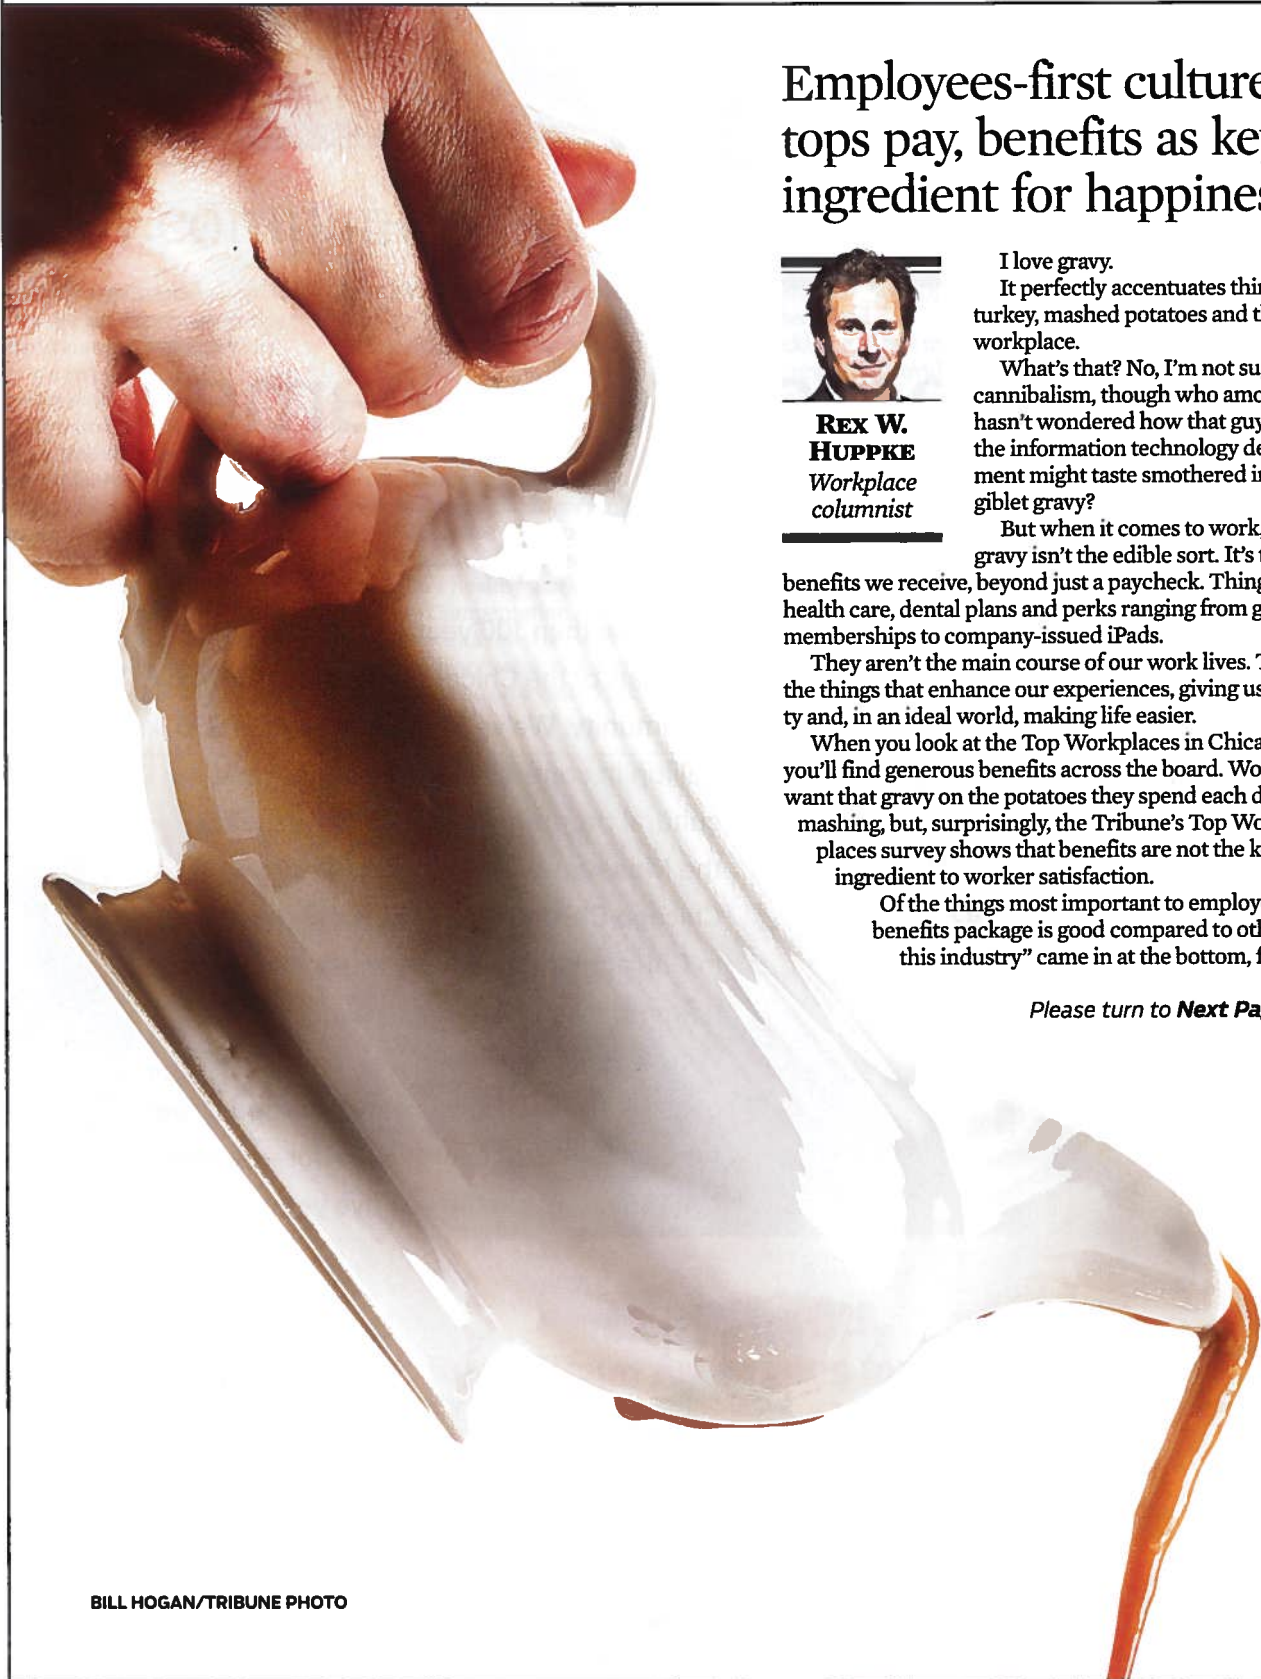 Employees-first culture
tops pay, benefits as ke
ingredient for happines
REX W.
HUPPKE
Workplace
columnist
I love gravy.
It perfectly accentuates thin
turkey, mashed potatoes and t
workplace.
What's that? No, I'm not su
cannibalism, though who amo
hasn't wondered how that guy
the information technology de
ment might taste smothered i
giblet gravy?
But when it comes to work,
gravy isn't the edible sort. It's t
benefits we receive, beyond just a paycheck. Thing
health care, dental plans and perks ranging from g
memberships to company-issued iPads.
They aren't the main course of our work lives. T
the things that enhance our experiences, giving us
ty and, in an ideal world, making life easier.
When you look at the Top Workplaces in Chica
you'll find generous benefits across the board. Wo
want that gravy on the potatoes they spend each d
mashing, but, surprisingly, the Tribune's Top Wo
places survey shows that benefits are not the k
ingredient to worker satisfaction.
Of the things most important to employ
benefits package is good compared to oth
this industry" came in at the bottom, f
Please turn to Next Pa
BILL HOGAN/TRIBUNE PHOTO